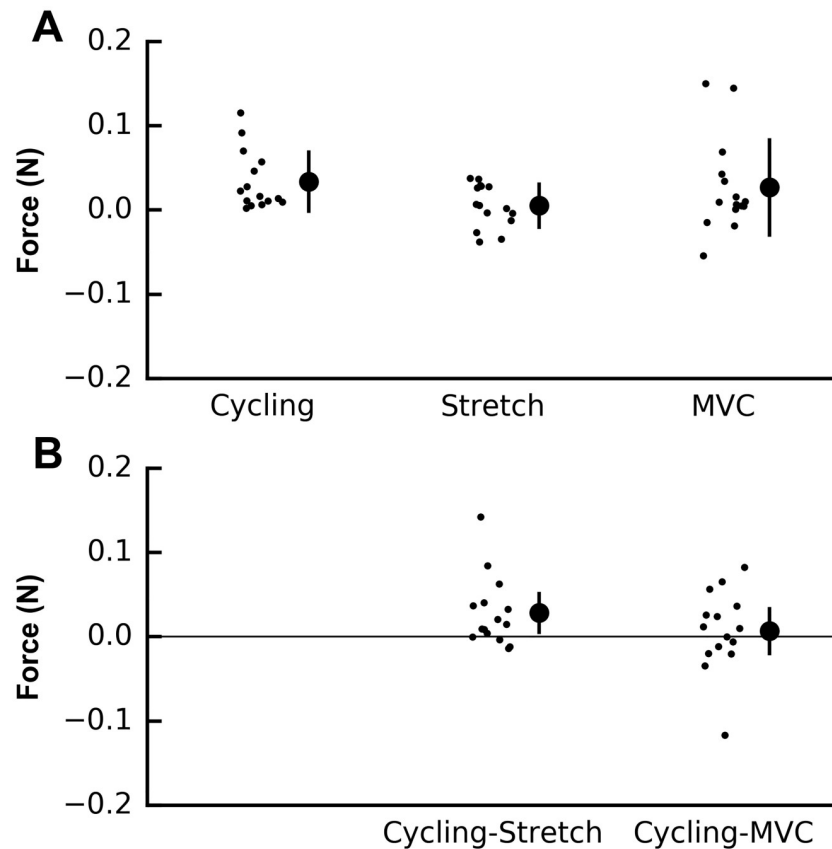 A
0.2
0.1
0.0
−0.1
−0.2
Force (N)
Cycling Stretch MVC
B
0.2
0.1
0.0
−0.1
−0.2
Force (N)
Cycling-Stretch Cycling-MVC